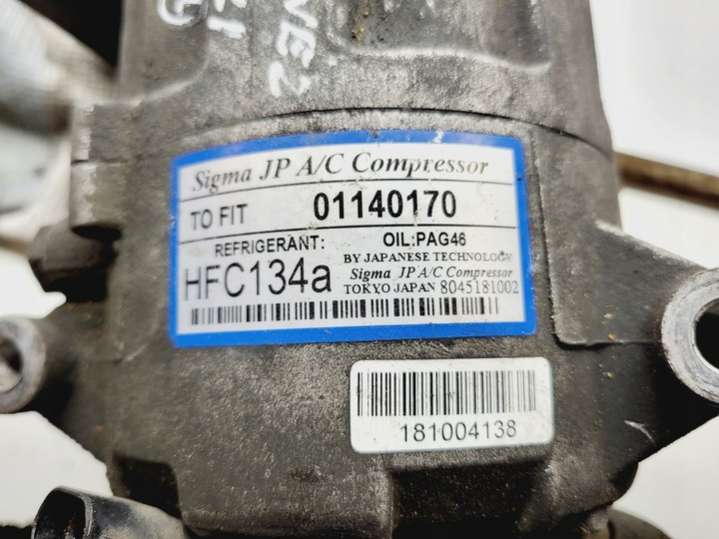 Sigma JP A/C Compressor
TO FIT 01140170
REFRIGERANT: OIL:PAG46
HFC134a BY JAPANESE TECHNOLOGY
Sigma JP A/C Compressor
TOKYO JAPAN 8045181002
181004138